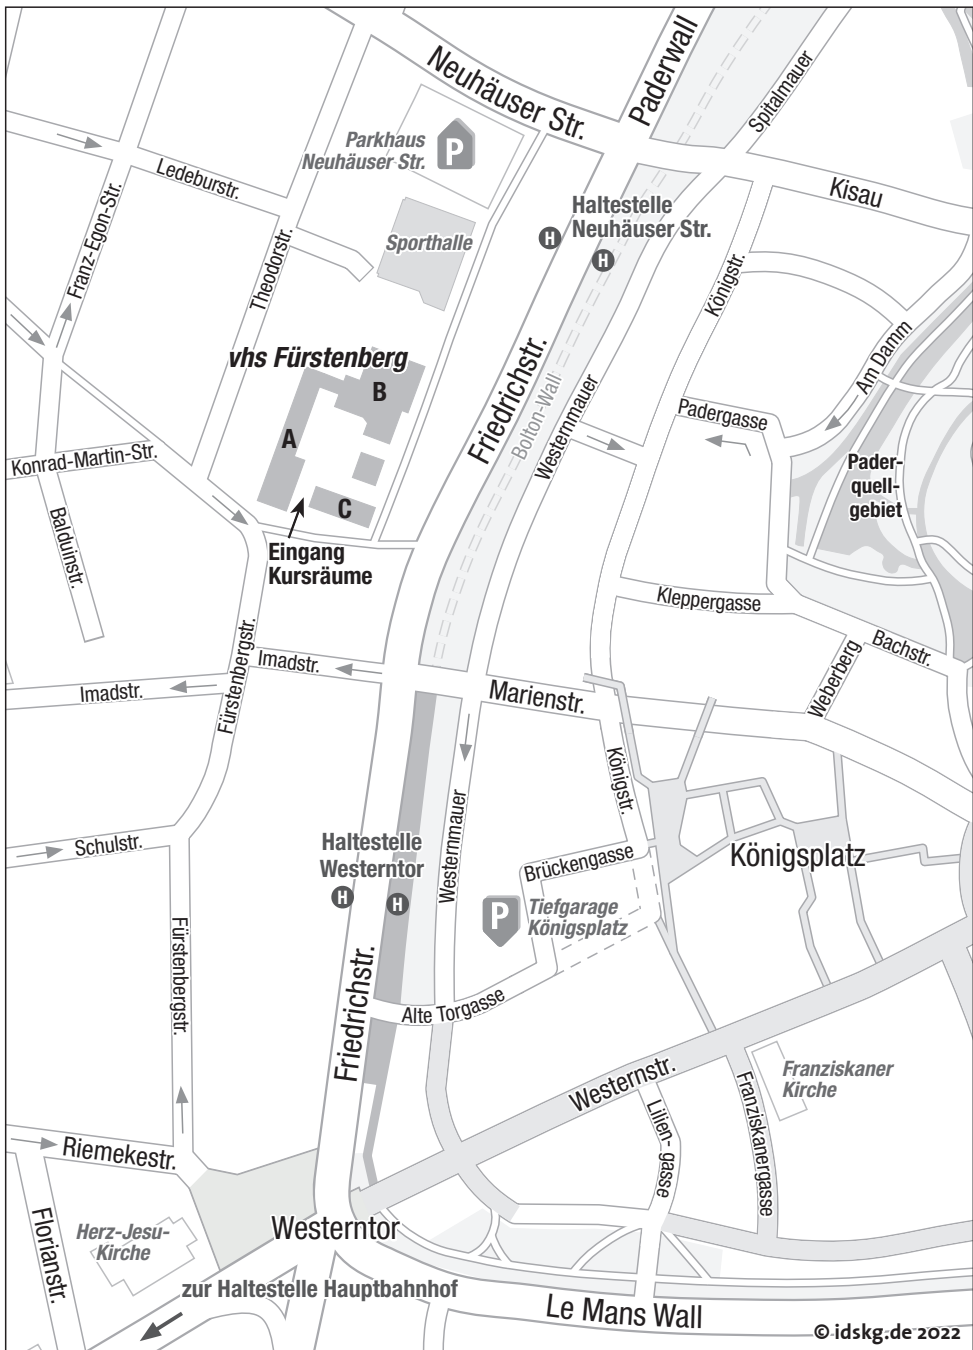 Neuhäuser Str.
Paderwall
Spitalmauer
Parkhaus
Neuhäuser Str.
P
Ledeburstr.
Kisau
Haltestelle
Neuhäuser Str.
H
H
Sporthalle
Franz-Egon-Str.
Theodorstr.
Königstr.
Am Damm
vhs Fürstenberg
B
A
C
Friedrichstr.
Bolton-Wall
Westernmauer
Padergasse
Pader-
quell-
gebiet
Konrad-Martin-Str.
Balduinstr.
Eingang
Kursräume
Kleppergasse
Bachstr.
Weberberg
Fürstenbergstr.
Imadstr.
Imadstr.
Marienstr.
Königstr.
Schulstr.
Haltestelle
Westerntor
H
H
Westernmauer
Brückengasse
Königsplatz
P
Tiefgarage
Königsplatz
Fürstenbergstr.
Friedrichstr.
Alte Torgasse
Westernstr.
Franziskaner
Kirche
Lilien- gasse
Franziskanergasse
Riemekestr.
Florianstr.
Herz-Jesu-
Kirche
Westerntor
zur Haltestelle Hauptbahnhof
Le Mans Wall
© idskg.de 2022